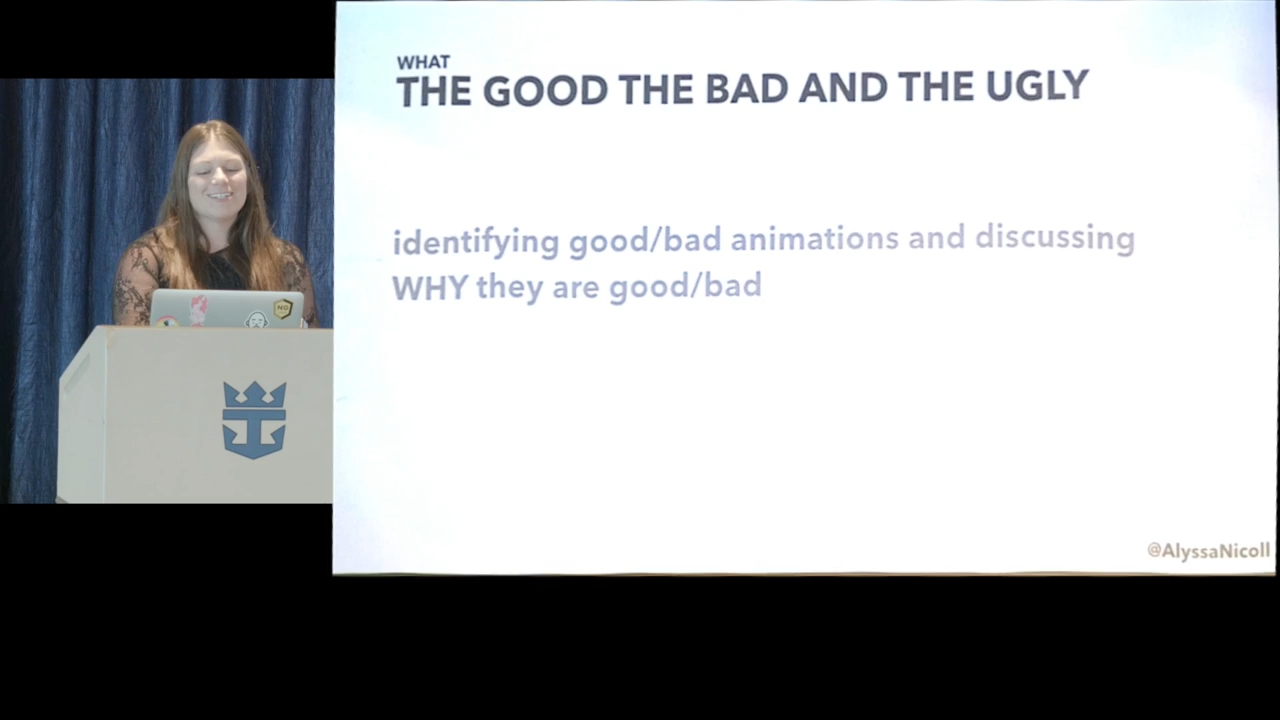 WHAT
THE GOOD THE BAD AND THE UGLY
identifying good/bad animations and discussing
WHY they are good/bad
NG
@AlyssaNicoll